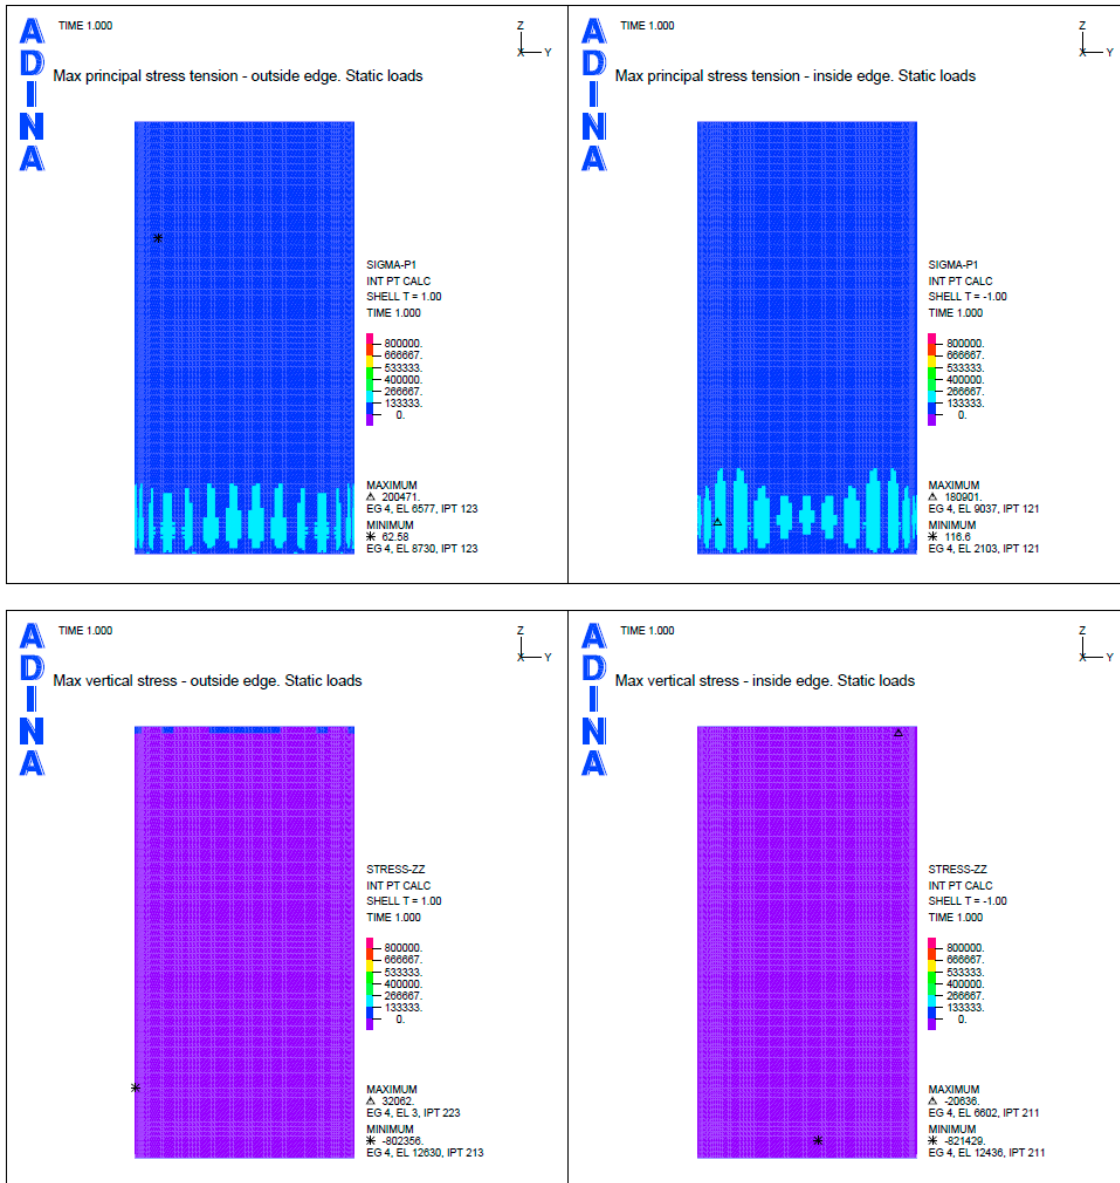 ADINA
TIME 1.000
Z
X Y
Max principal stress tension - outside edge. Static loads
SIGMA-P1
INT PT CALC
SHELL T = 1.00
TIME 1.000
800000.
666667.
533333.
400000.
266667.
133333.
0.
MAXIMUM
△ 200471.
EG 4, EL 6577, IPT 123
MINIMUM
* 62.58
EG 4, EL 8730, IPT 123
ADINA
TIME 1.000
Z
X Y
Max principal stress tension - inside edge. Static loads
SIGMA-P1
INT PT CALC
SHELL T = -1.00
TIME 1.000
800000.
666667.
533333.
400000.
266667.
133333.
0.
MAXIMUM
△ 180901.
EG 4, EL 9037, IPT 121
MINIMUM
* 116.6
EG 4, EL 2103, IPT 121
ADINA
TIME 1.000
Z
X Y
Max vertical stress - outside edge. Static loads
STRESS-ZZ
INT PT CALC
SHELL T = 1.00
TIME 1.000
800000.
666667.
533333.
400000.
266667.
133333.
0.
MAXIMUM
△ 32062.
EG 4, EL 3, IPT 223
MINIMUM
* -802356.
EG 4, EL 12630, IPT 213
ADINA
TIME 1.000
Z
X Y
Max vertical stress - inside edge. Static loads
STRESS-ZZ
INT PT CALC
SHELL T = -1.00
TIME 1.000
800000.
666667.
533333.
400000.
266667.
133333.
0.
MAXIMUM
△ -20636.
EG 4, EL 6602, IPT 211
MINIMUM
* -821429.
EG 4, EL 12436, IPT 211